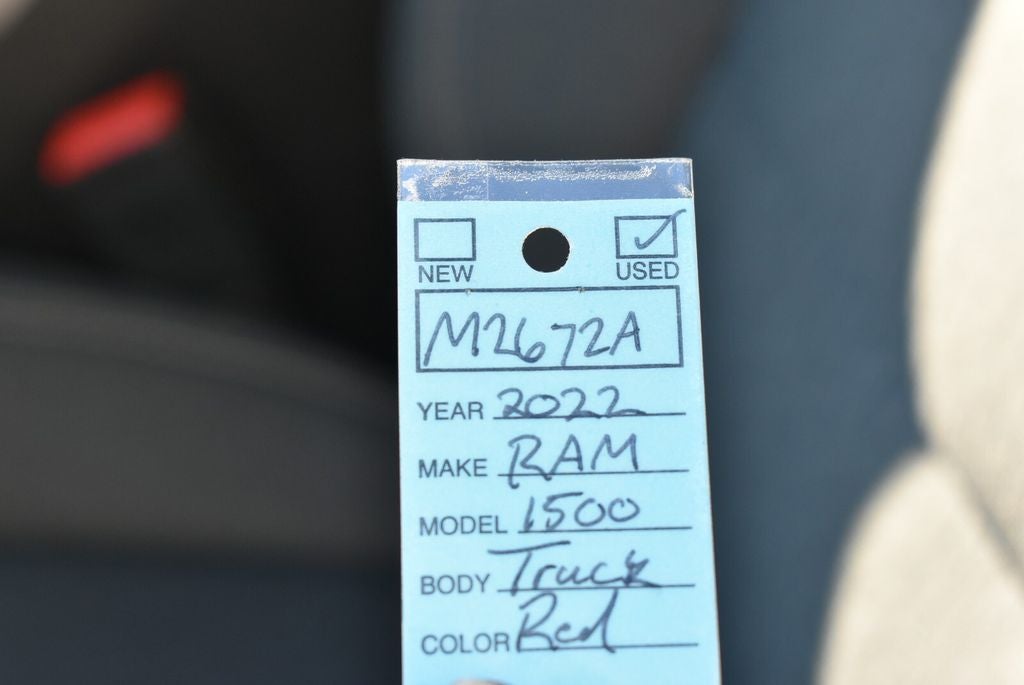 NEW USED
M2672A
YEAR 2022
MAKE RAM
MODEL 1500
BODY Truck
COLOR Red